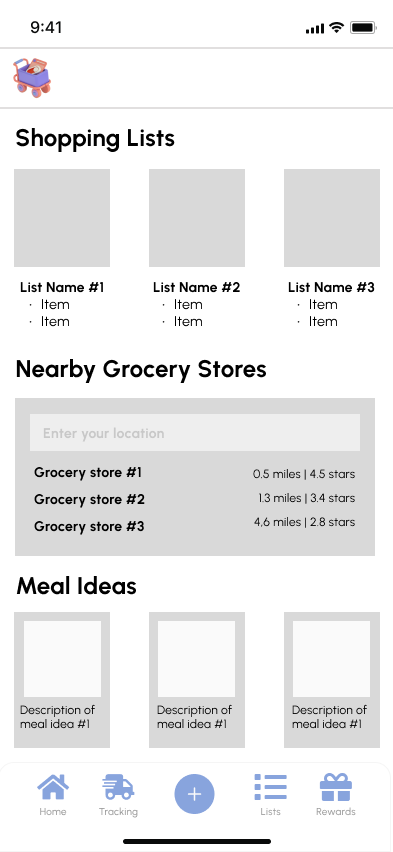 9:41
Shopping Lists
List Name #1 List Name #2 List Name #3
· Item · Item · Item
· Item · Item · Item
Nearby Grocery Stores
Enter your location
Grocery store #1 0.5 miles | 4.5 stars
Grocery store #2 1.3 miles | 3.4 stars
Grocery store #3 4,6 miles | 2.8 stars
Meal Ideas
Description of Description of Description of
meal idea #1 meal idea #1 meal idea #1
Home Tracking + Lists Rewards